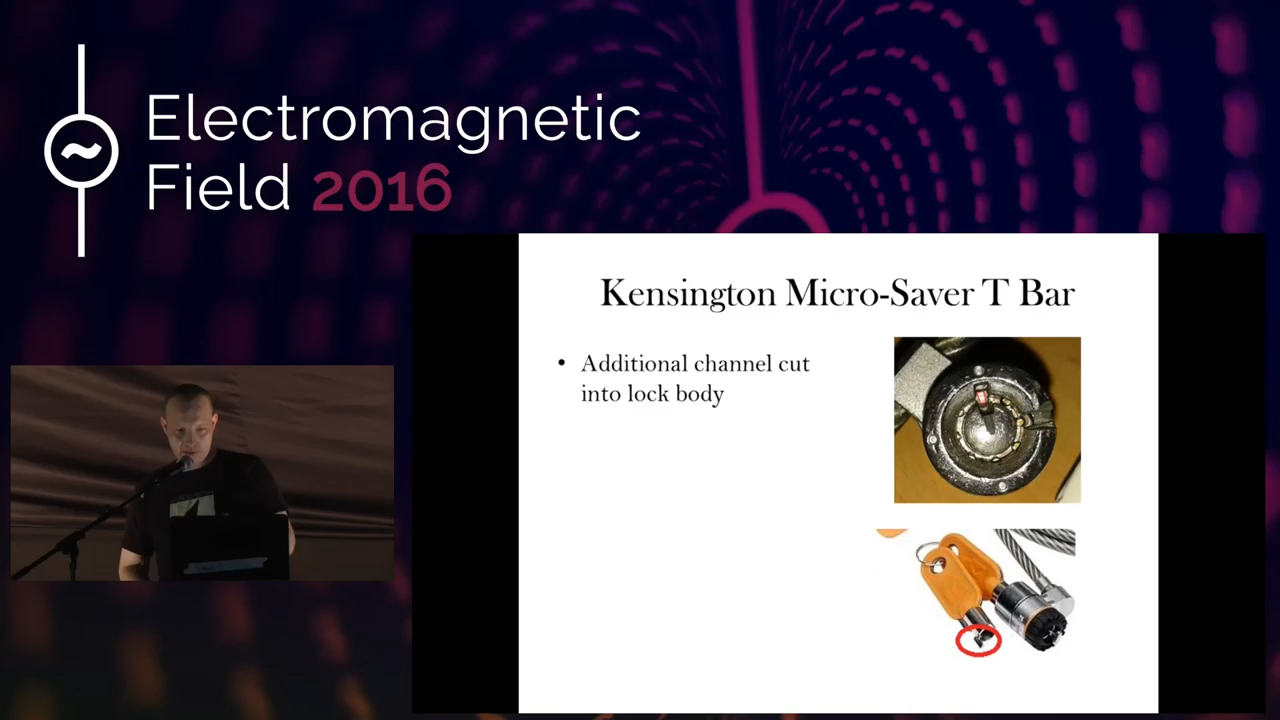 Electromagnetic
Field 2016
Kensington Micro-Saver T Bar
• Additional channel cut
into lock body